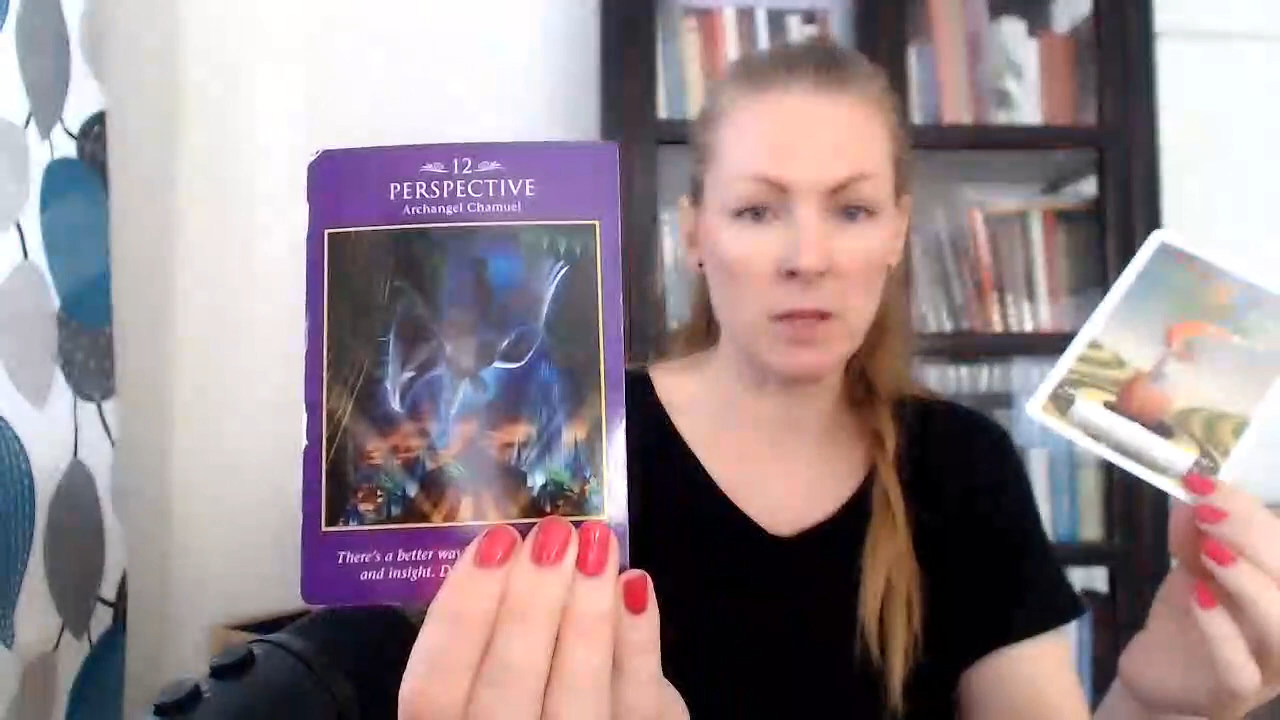 12
PERSPECTIVE
Archangel Chamuel
There's a better way
and insight.